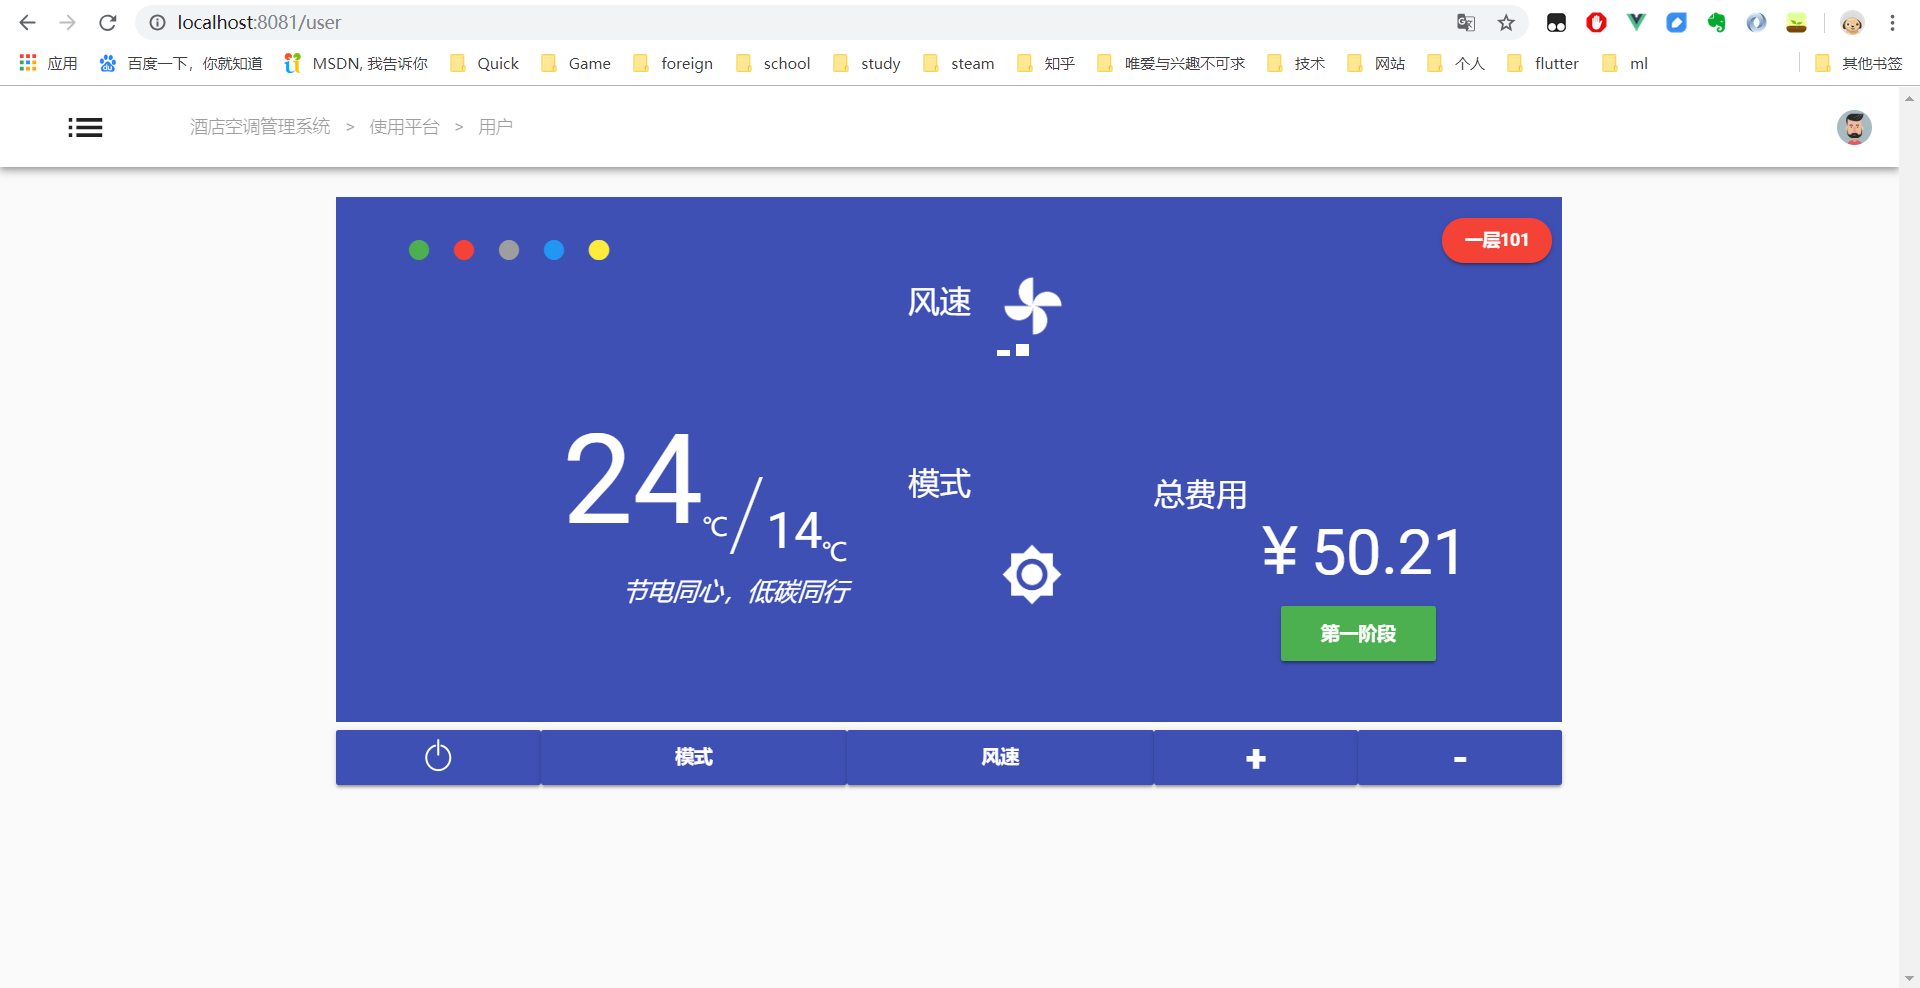 localhost:8081/user
应用 百度一下，你就知道 MSDN, 我告诉你 Quick Game foreign school study steam 知乎 唯爱与兴趣不可求 技术 网站 个人 flutter ml 其他书签
酒店空调管理系统 > 使用平台 > 用户
一层101
风速
24℃/14℃
节电同心，低碳同行
模式
总费用
¥ 50.21
第一阶段
模式 风速 + -